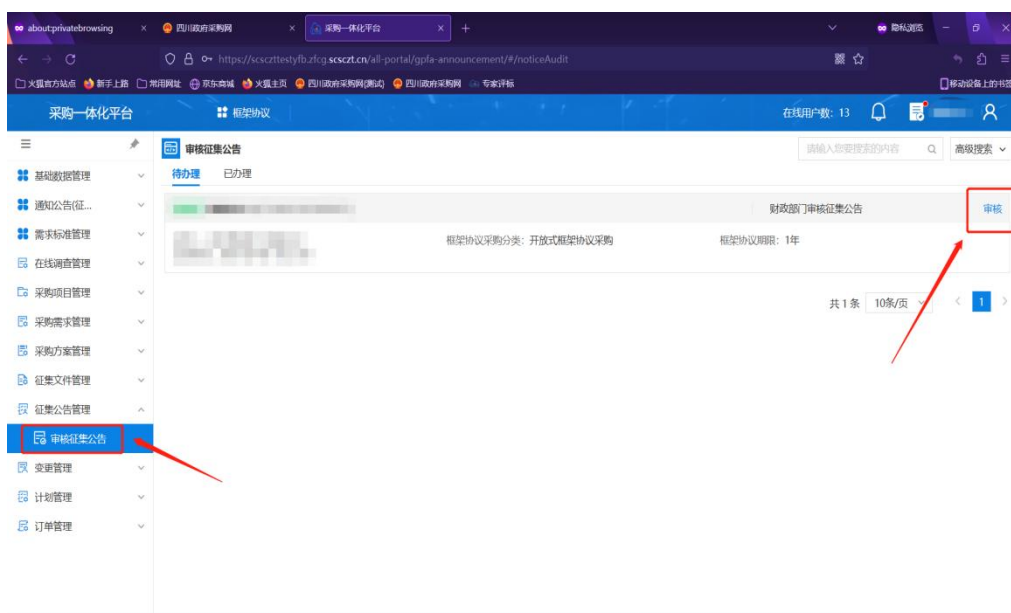 about:privatebrowsing
四川政府采购网
采购一体化平台
隐私浏览
https://scsczttestyfb.zfcg.scsczt.cn/all-portal/gpfa-announcement/#/noticeAudit
火狐官方站点 新手上路 常用网址 京东商城 火狐主页 四川政府采购网(测试) 四川政府采购网 专家评标
移动设备上的书签
采购一体化平台
框架协议
在线用户数: 13
审核征集公告
请输入您要搜索的内容
高级搜索
待办理 已办理
财政部门审核征集公告
审核
框架协议采购分类: 开放式框架协议采购
框架协议期限: 1年
共 1 条 10条/页 1
基础数据管理
通知公告(征...
需求标准管理
在线调查管理
采购项目管理
采购需求管理
采购方案管理
征集文件管理
征集公告管理
审核征集公告
变更管理
计划管理
订单管理